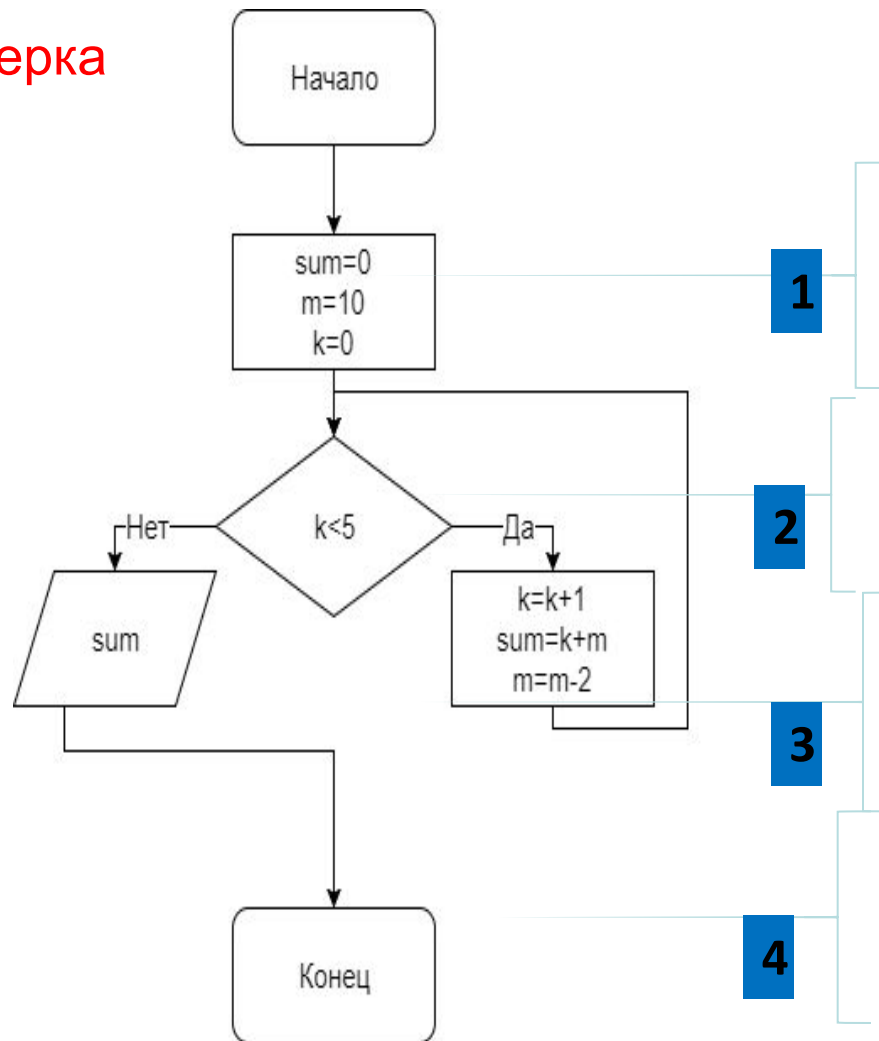 ерка
Начало
sum=0
m=10
k=0
1
k<5
Нет
Да
2
sum
k=k+1
sum=k+m
m=m-2
3
Конец
4